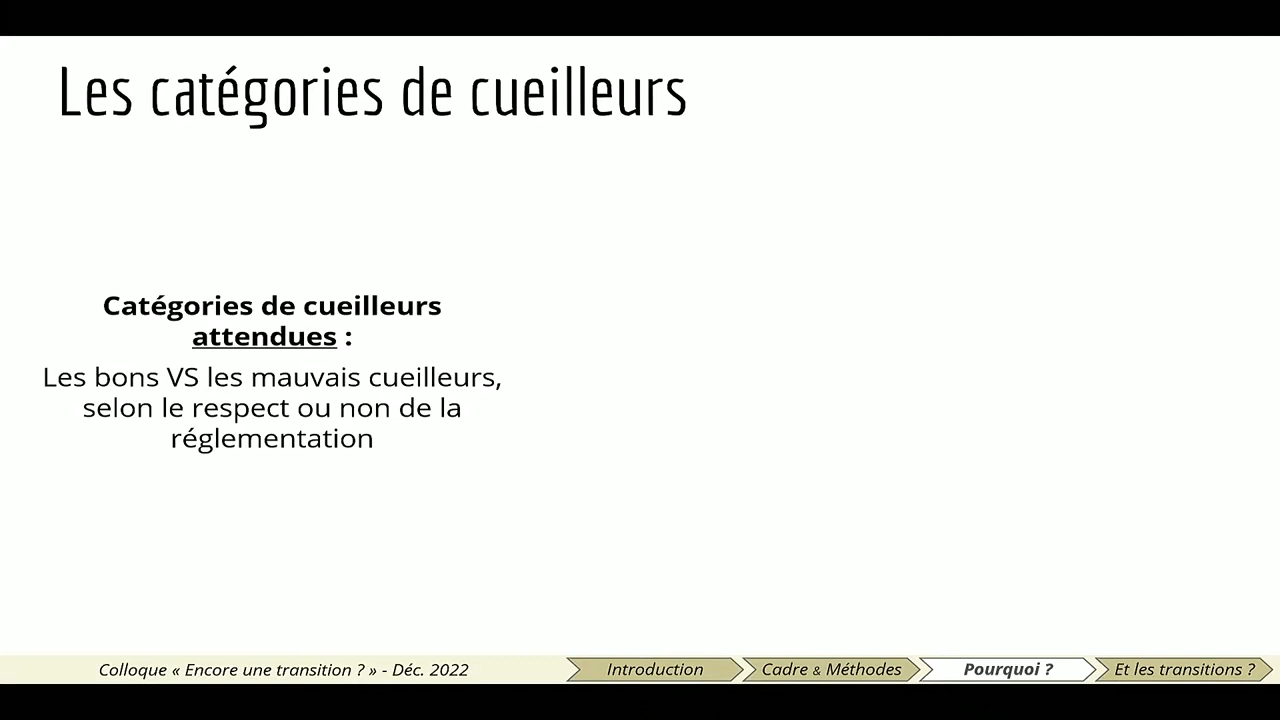 Les catégories de cueilleurs
Catégories de cueilleurs
attendues :
Les bons VS les mauvais cueilleurs,
selon le respect ou non de la
réglementation
Colloque « Encore une transition ? » - Déc. 2022
Introduction
Cadre & Méthodes
Pourquoi ?
Et les transitions ?